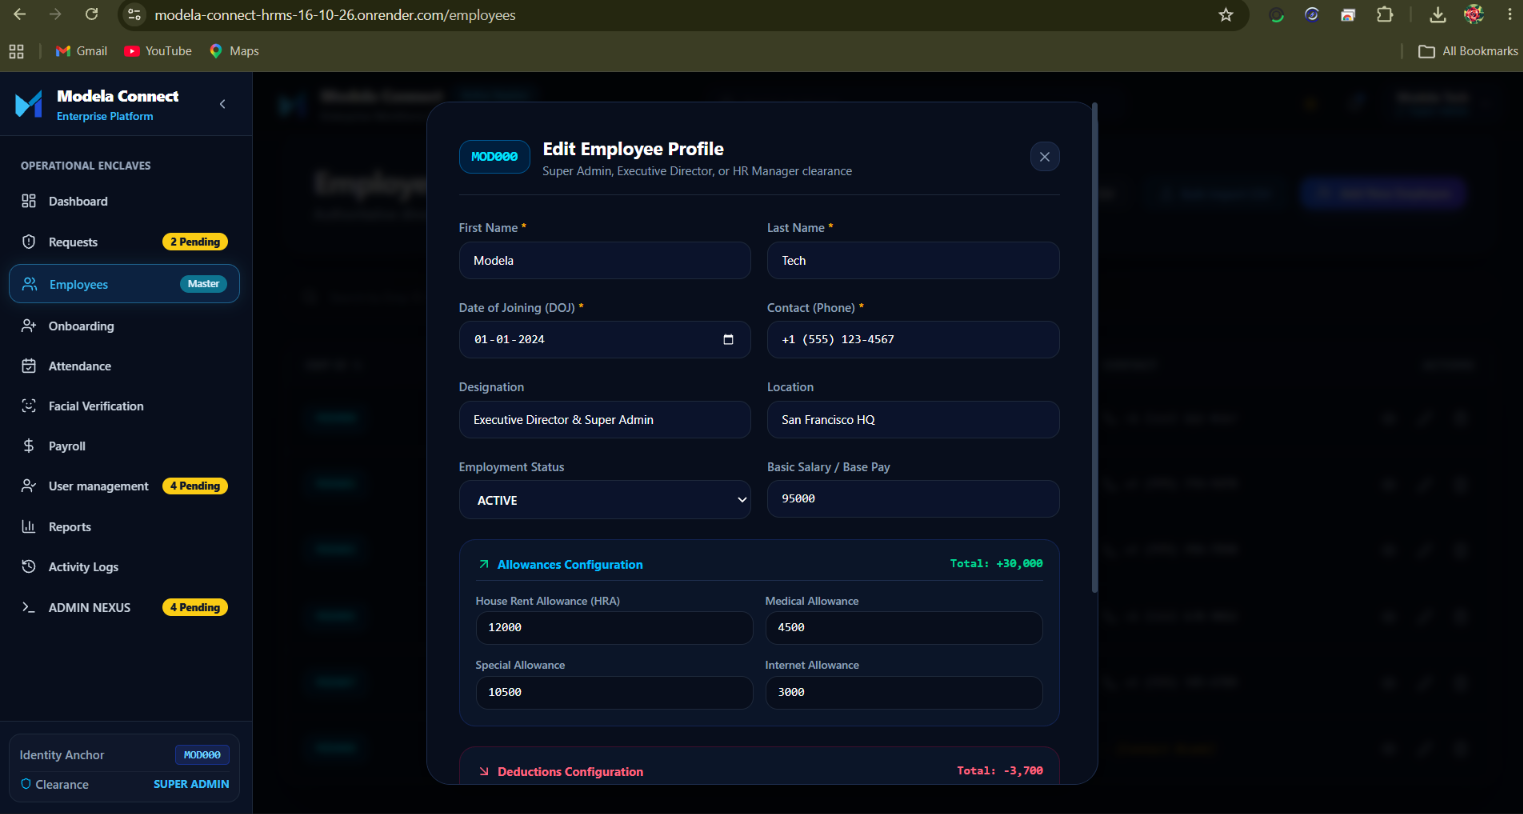 modela-connect-hrms-16-10-26.onrender.com/employees
Gmail
YouTube
Maps
All Bookmarks
Modela Connect
Enterprise Platform
OPERATIONAL ENCLAVES
Dashboard
Requests
2 Pending
Employees
Master
Onboarding
Attendance
Facial Verification
Payroll
User management
4 Pending
Reports
Activity Logs
ADMIN NEXUS
4 Pending
Identity Anchor
MOD000
Clearance
SUPER ADMIN
MOD000
Edit Employee Profile
Super Admin, Executive Director, or HR Manager clearance
First Name *
Last Name *
Modela
Tech
Date of Joining (DOJ) *
Contact (Phone) *
01-01-2024
+1 (555) 123-4567
Designation
Location
Executive Director & Super Admin
San Francisco HQ
Employment Status
Basic Salary / Base Pay
ACTIVE
95000
Allowances Configuration
Total: +30,000
House Rent Allowance (HRA)
Medical Allowance
12000
4500
Special Allowance
Internet Allowance
10500
3000
Deductions Configuration
Total: -3,700